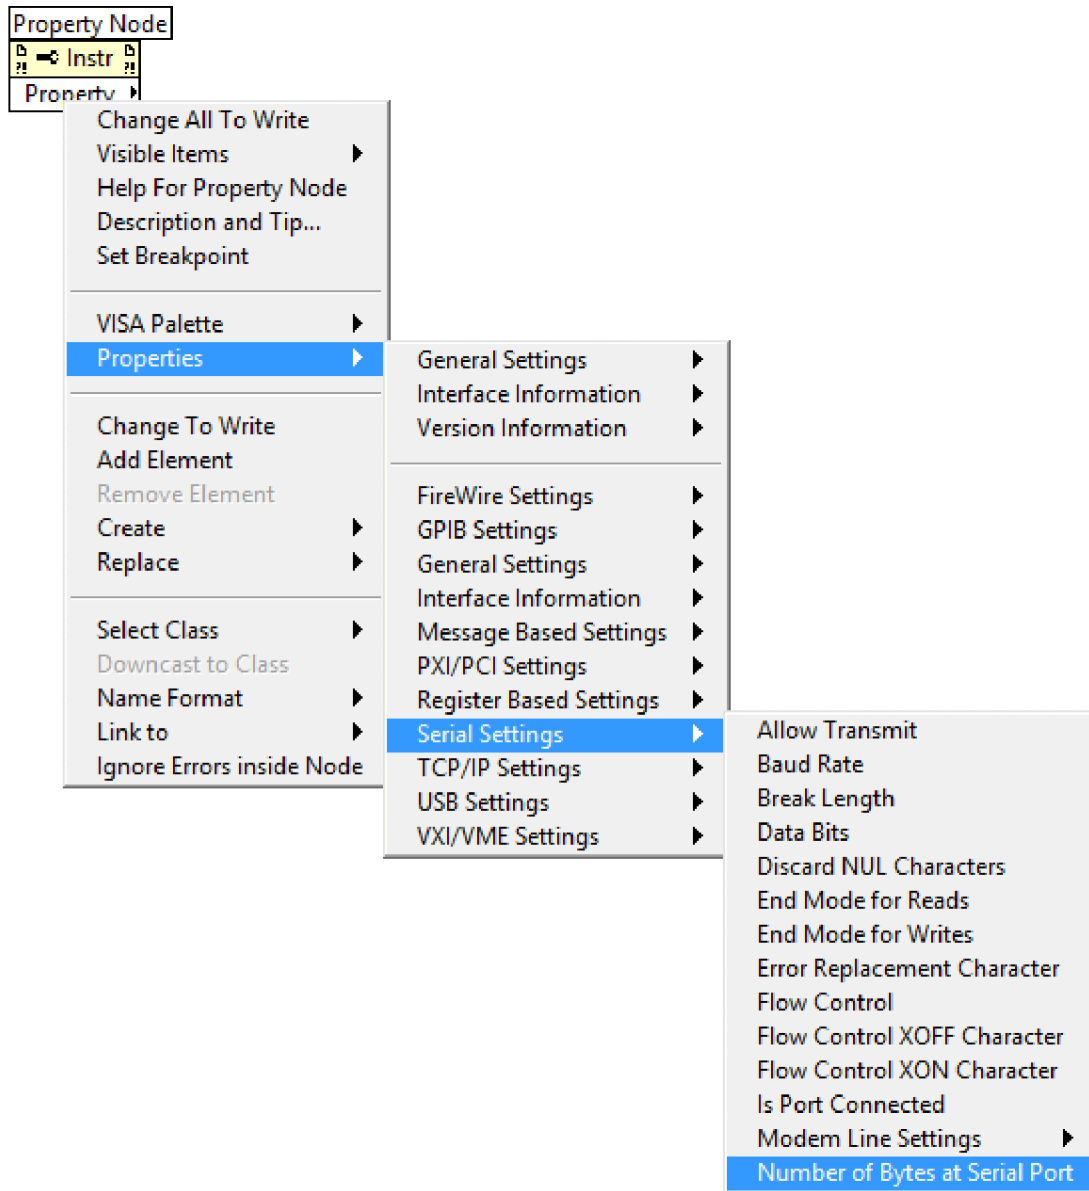 Property Node
Instr
Property
Change All To Write
Visible Items
Help For Property Node
Description and Tip...
Set Breakpoint
VISA Palette
Properties
Change To Write
Add Element
Remove Element
Create
Replace
Select Class
Downcast to Class
Name Format
Link to
Ignore Errors inside Node
General Settings
Interface Information
Version Information
FireWire Settings
GPIB Settings
General Settings
Interface Information
Message Based Settings
PXI/PCI Settings
Register Based Settings
Serial Settings
TCP/IP Settings
USB Settings
VXI/VME Settings
Allow Transmit
Baud Rate
Break Length
Data Bits
Discard NUL Characters
End Mode for Reads
End Mode for Writes
Error Replacement Character
Flow Control
Flow Control XOFF Character
Flow Control XON Character
Is Port Connected
Modem Line Settings
Number of Bytes at Serial Port